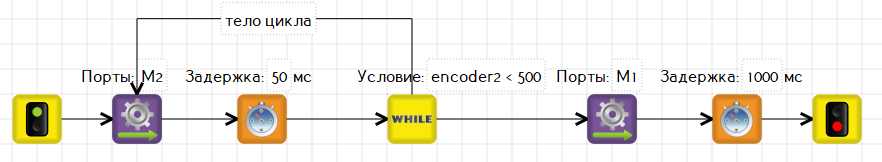 тело цикла
Порты: M2
Задержка: 50 мс
Условие: encoder2 < 500
Порты: M1
Задержка: 1000 мс
WHILE